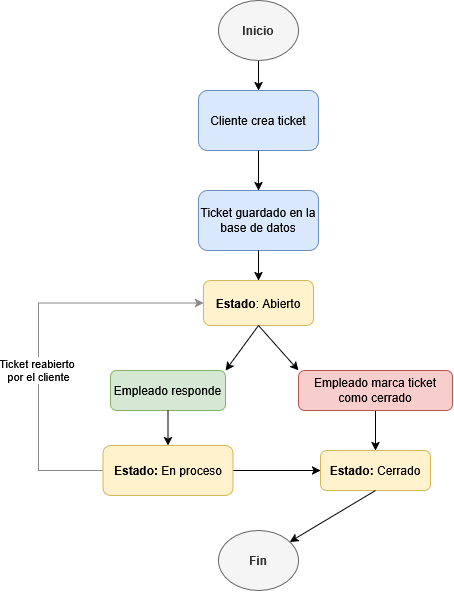 Inicio
Cliente crea ticket
Ticket guardado en la
base de datos
Estado: Abierto
Ticket reabierto
por el cliente
Empleado responde
Empleado marca ticket
como cerrado
Estado: En proceso
Estado: Cerrado
Fin